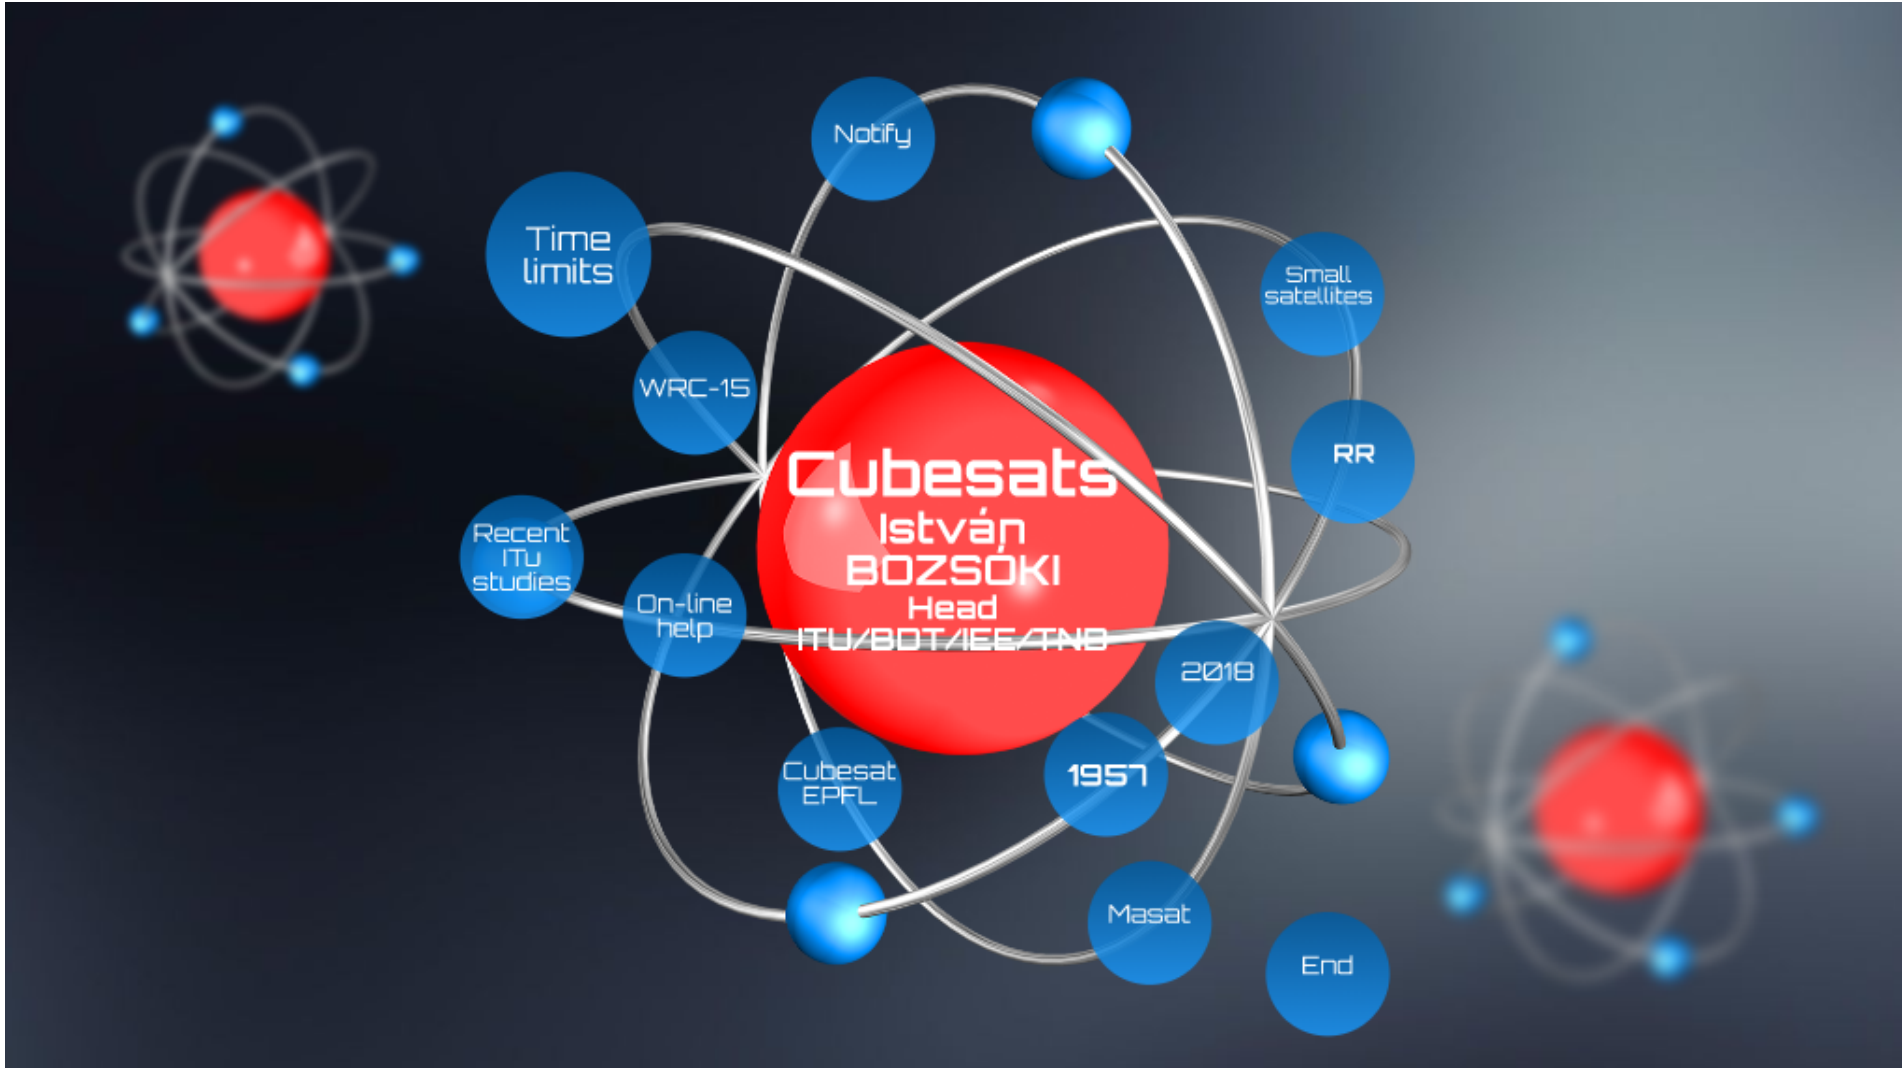 Notify
Time
limits
Small
satellites
WRC-15
RR
Cubesats
István
BOZSÓKI
Head
ITU/BDT/IEE/TNB
Recent
ITu
studies
On-line
help
2018
Cubesat
EPFL
1957
Masat
End